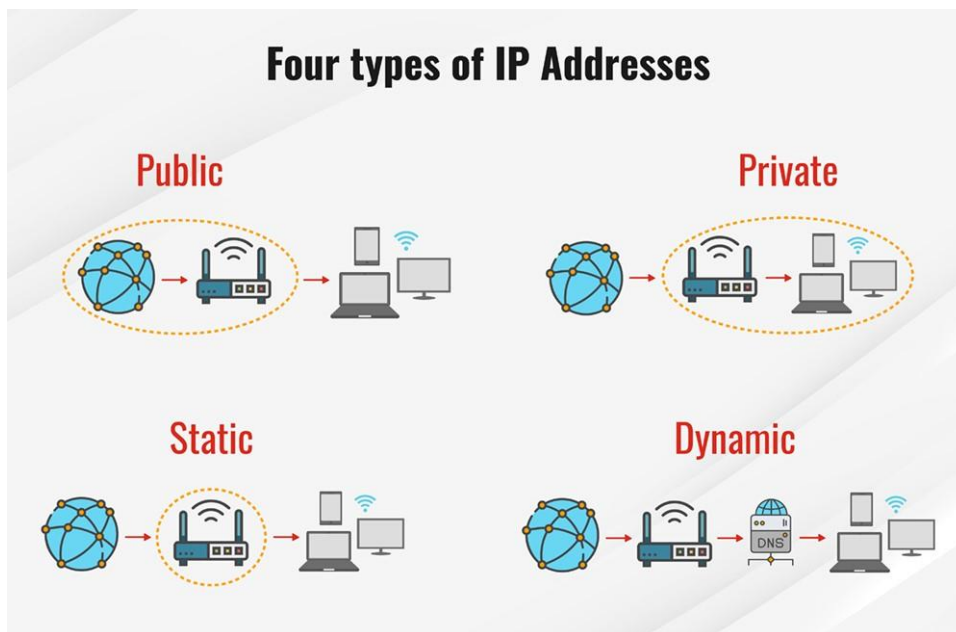 Four types of IP Addresses
Public
Private
Static
Dynamic
DNS